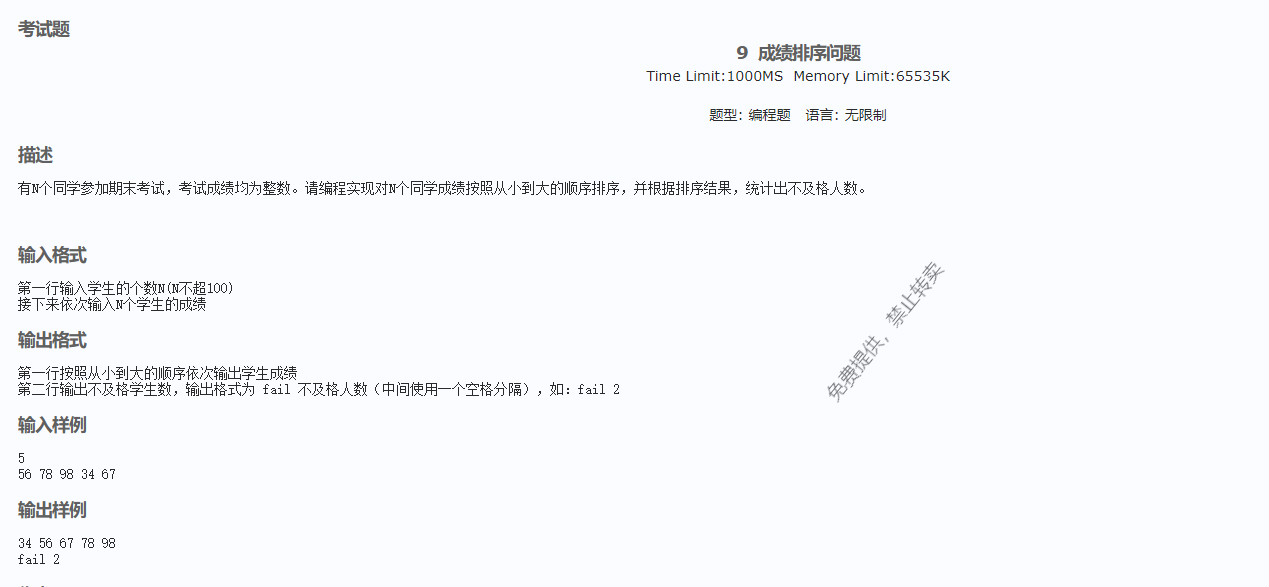 考试题
9 成绩排序问题
Time Limit:1000MS Memory Limit:65535K
题型: 编程题 语言: 无限制
描述
有N个同学参加期末考试，考试成绩均为整数。请编程实现对N个同学成绩按照从小到大的顺序排序，并根据排序结果，统计出不及格人数。
输入格式
第一行输入学生的个数N(N不超100)
接下来依次输入N个学生的成绩
输出格式
第一行按照从小到大的顺序依次输出学生成绩
第二行输出不及格学生数，输出格式为 fail 不及格人数（中间使用一个空格分隔），如：fail 2
输入样例
5
56 78 98 34 67
输出样例
34 56 67 78 98
fail 2
免费提供，禁止转卖